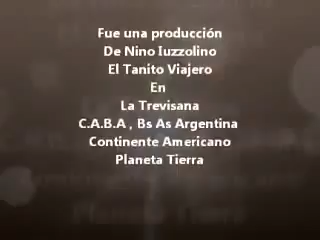 Fue una producción
De Nino Iuzzolino
El Tanito Viajero
En
La Trevisana
C.A.B.A , Bs As Argentina
Continente Americano
Planeta Tierra